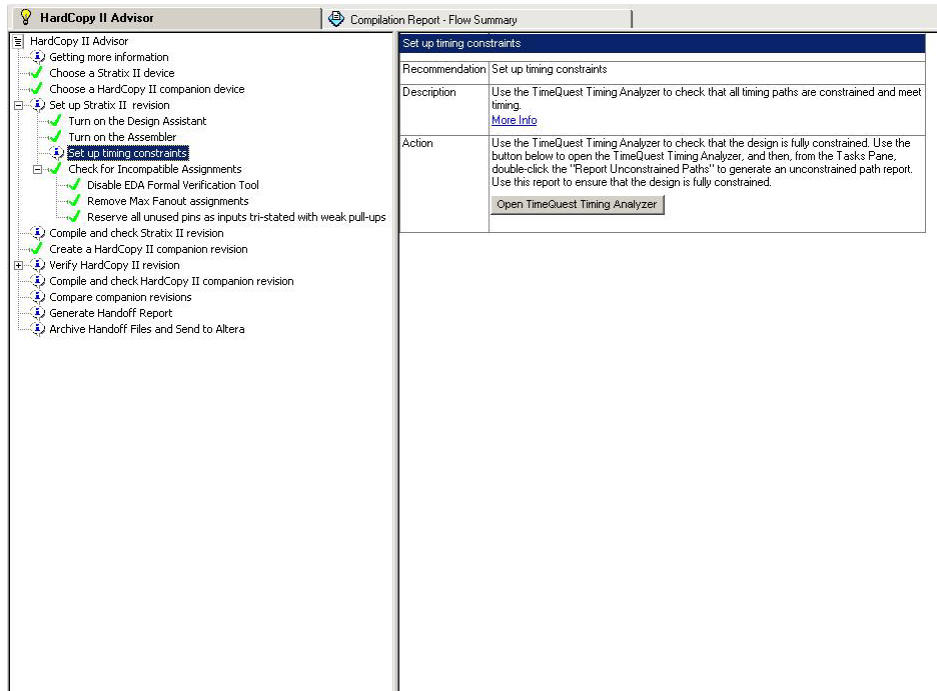 HardCopy II Advisor
Compilation Report - Flow Summary
HardCopy II Advisor
Getting more information
Choose a Stratix II device
Choose a HardCopy II companion device
Set up Stratix II revision
Turn on the Design Assistant
Turn on the Assembler
Set up timing constraints
Check for Incompatible Assignments
Disable EDA Formal Verification Tool
Remove Max Fanout assignments
Reserve all unused pins as inputs tri-stated with weak pull-ups
Compile and check Stratix II revision
Create a HardCopy II companion revision
Verify HardCopy II revision
Compile and check HardCopy II companion revision
Compare companion revisions
Generate Handoff Report
Archive Handoff Files and Send to Altera
Set up timing constraints
Recommendation Set up timing constraints
Description Use the TimeQuest Timing Analyzer to check that all timing paths are constrained and meet
timing.
More Info
Action Use the TimeQuest Timing Analyzer to check that the design is fully constrained. Use the
button below to open the TimeQuest Timing Analyzer, and then, from the Tasks Pane,
double-click the "Report Unconstrained Paths" to generate an unconstrained path report.
Use this report to ensure that the design is fully constrained.
Open TimeQuest Timing Analyzer